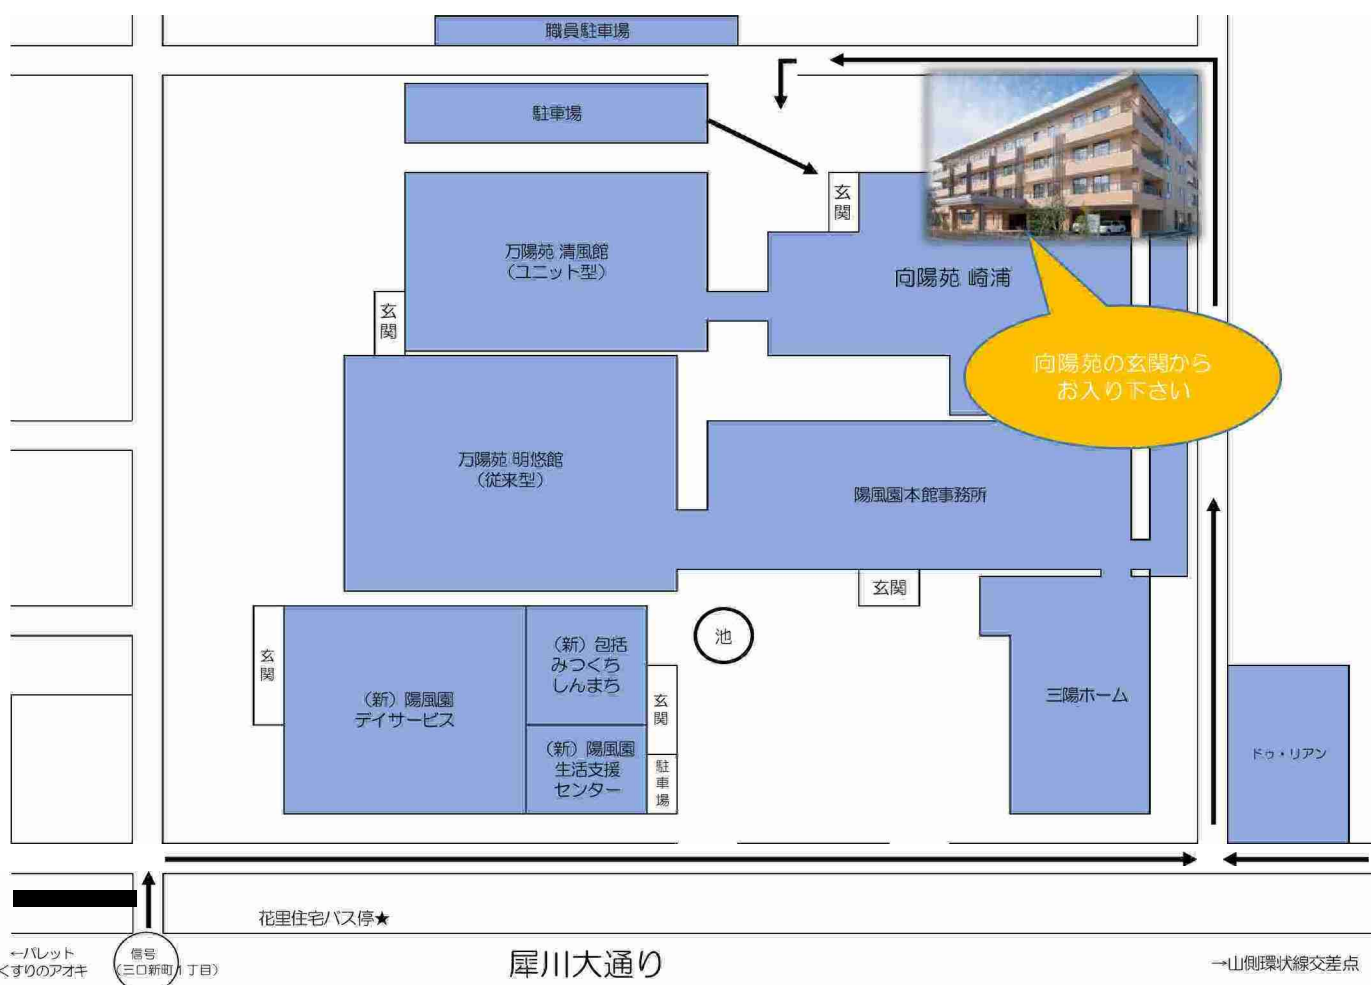 職員駐車場
駐車場
玄
関
万陽苑 清風館
（ユニット型）
向陽苑 崎浦
玄
関
向陽苑の玄関から
お入り下さい
万陽苑 明悠館
（従来型）
陽風園本館事務所
玄関
玄
関
（新）包括
みつくち
しんまち
池
（新）陽風園
デイサービス
玄
関
三陽ホーム
（新）陽風園
生活支援
センター
駐
車
場
ドゥ・リアン
花里住宅バス停★
←パレット
くすりのアオキ
信号
（三口新町1丁目）
犀川大通り
→山側環状線交差点